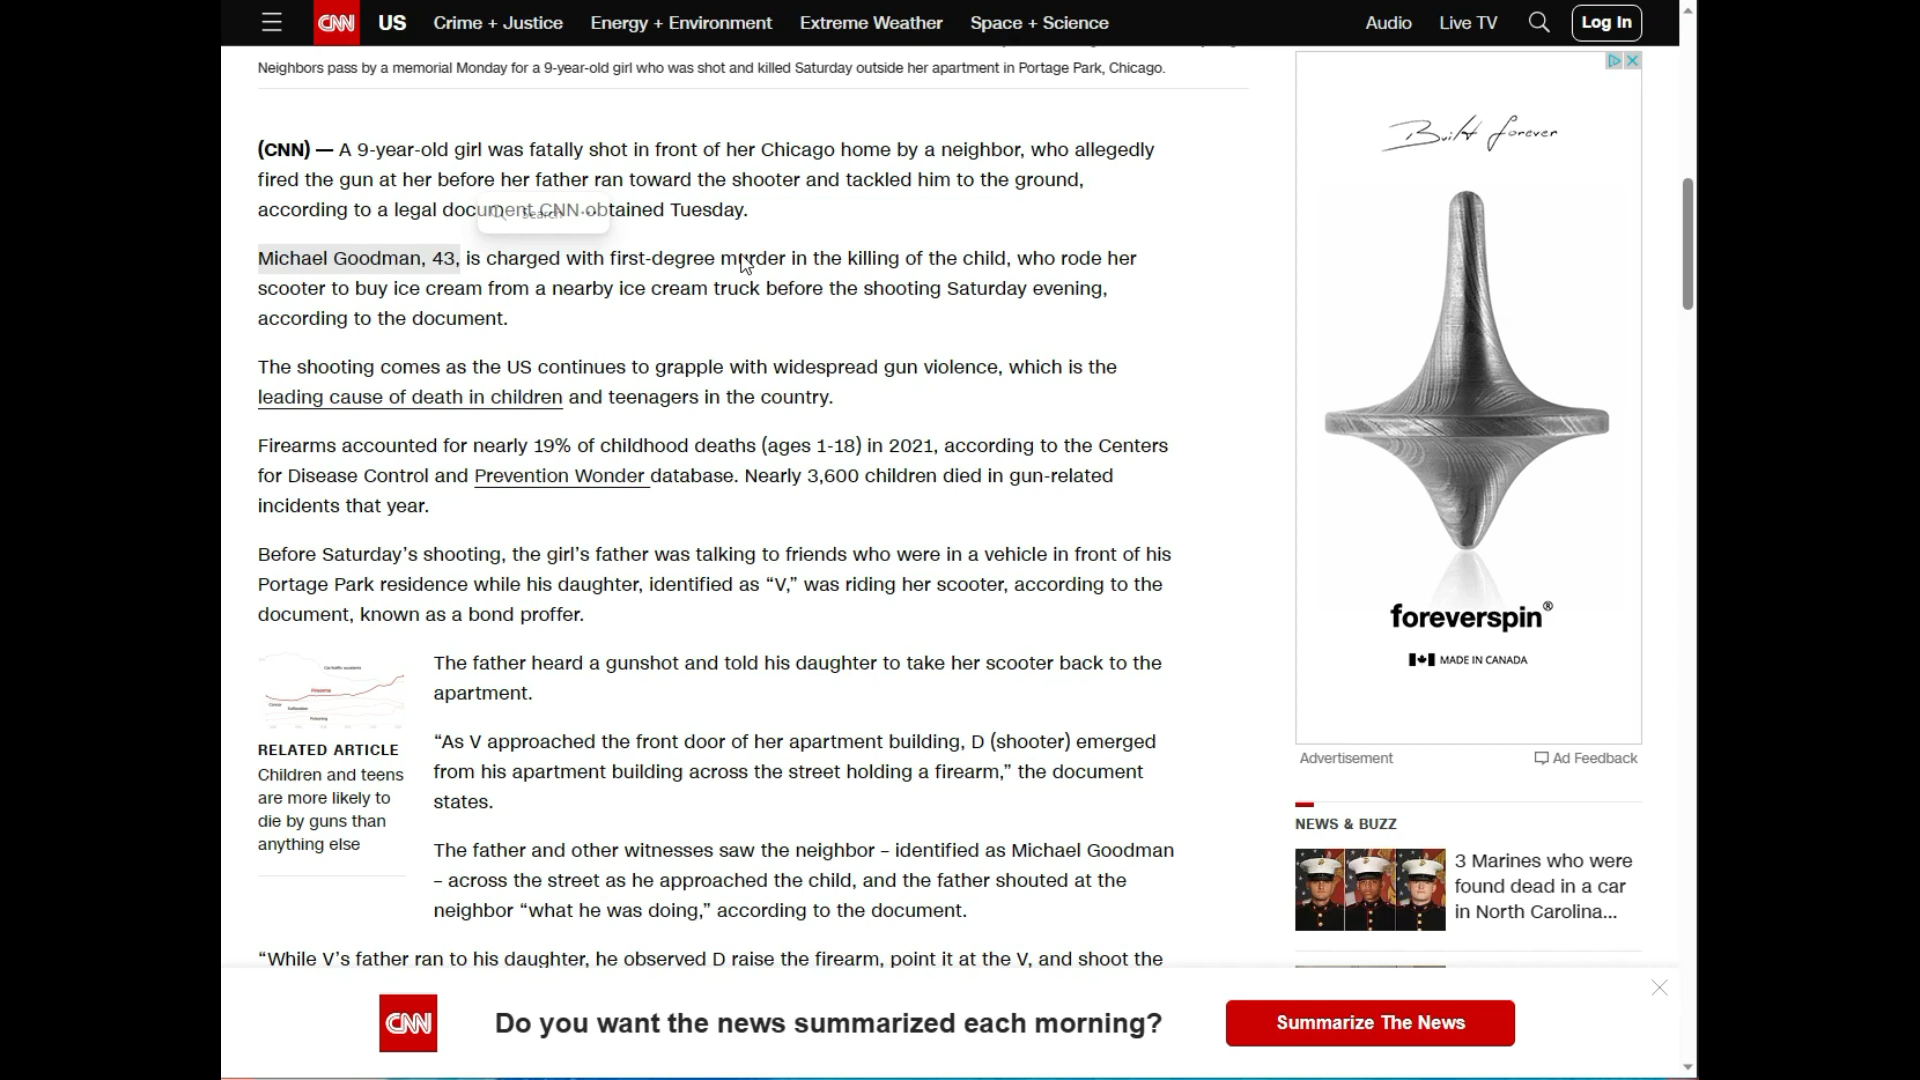 CNN US Crime + Justice Energy + Environment Extreme Weather Space + Science Audio Live TV Log In
Neighbors pass by a memorial Monday for a 9-year-old girl who was shot and killed Saturday outside her apartment in Portage Park, Chicago.
(CNN) — A 9-year-old girl was fatally shot in front of her Chicago home by a neighbor, who allegedly
fired the gun at her before her father ran toward the shooter and tackled him to the ground,
according to a legal document CNN obtained Tuesday.
Search
Michael Goodman, 43, is charged with first-degree murder in the killing of the child, who rode her
scooter to buy ice cream from a nearby ice cream truck before the shooting Saturday evening,
according to the document.
The shooting comes as the US continues to grapple with widespread gun violence, which is the
leading cause of death in children and teenagers in the country.
Firearms accounted for nearly 19% of childhood deaths (ages 1-18) in 2021, according to the Centers
for Disease Control and Prevention Wonder database. Nearly 3,600 children died in gun-related
incidents that year.
Before Saturday’s shooting, the girl’s father was talking to friends who were in a vehicle in front of his
Portage Park residence while his daughter, identified as “V,” was riding her scooter, according to the
document, known as a bond proffer.
Firearms
RELATED ARTICLE
Children and teens
are more likely to
die by guns than
anything else
The father heard a gunshot and told his daughter to take her scooter back to the
apartment.
“As V approached the front door of her apartment building, D (shooter) emerged
from his apartment building across the street holding a firearm,” the document
states.
The father and other witnesses saw the neighbor – identified as Michael Goodman
– across the street as he approached the child, and the father shouted at the
neighbor “what he was doing,” according to the document.
“While V’s father ran to his daughter, he observed D raise the firearm, point it at the V, and shoot the
Built forever
foreverspin®
MADE IN CANADA
Advertisement Ad Feedback
NEWS & BUZZ
3 Marines who were
found dead in a car
in North Carolina...
CNN Do you want the news summarized each morning? Summarize The News